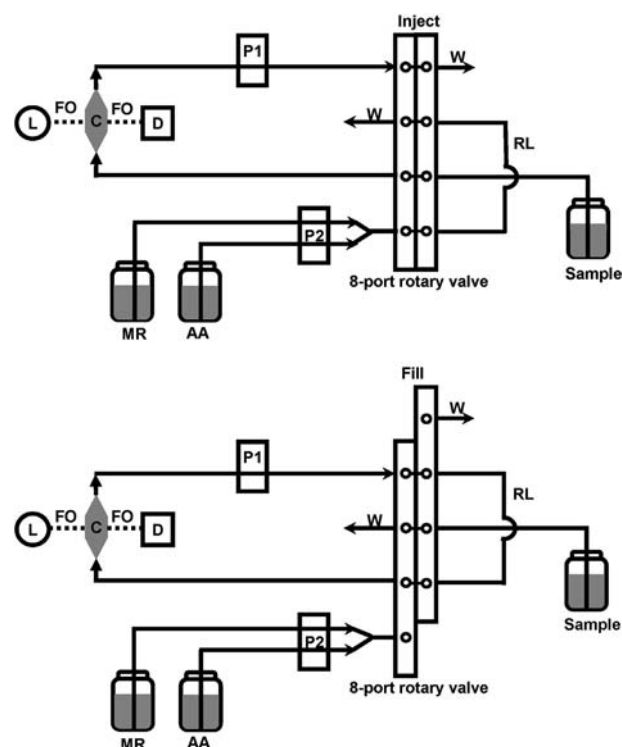 Inject
P1
W
FO
FO
L
C
D
W
RL
P2
Sample
8-port rotary valve
MR
AA
Fill
W
P1
RL
FO
FO
L
C
D
W
P2
Sample
8-port rotary valve
MR
AA